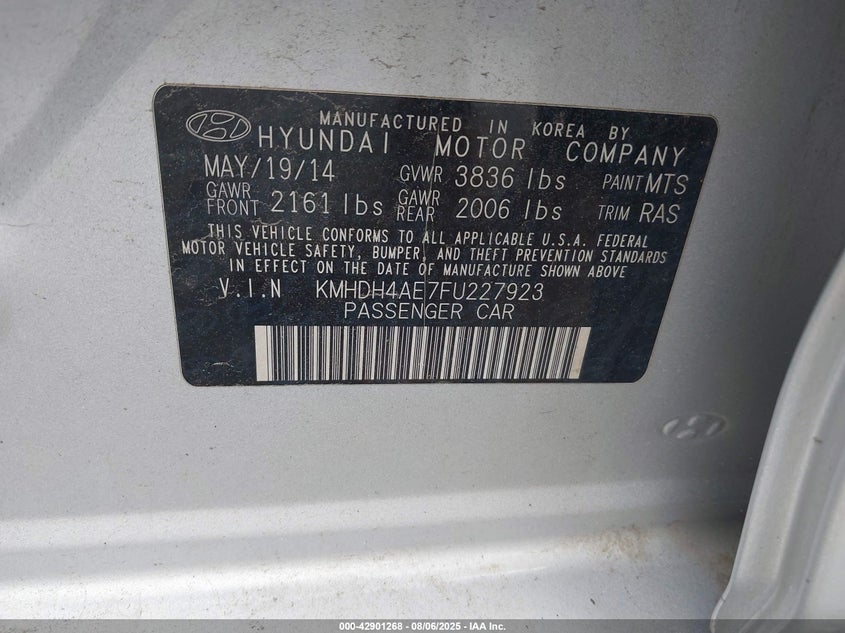 MANUFACTURED IN KOREA BY
HYUNDAI MOTOR COMPANY
MAY/19/14 GVWR 3836 lbs PAINT MTS
GAWR FRONT 2161 lbs GAWR REAR 2006 lbs TRIM RAS
THIS VEHICLE CONFORMS TO ALL APPLICABLE U.S.A. FEDERAL
MOTOR VEHICLE SAFETY, BUMPER, AND THEFT PREVENTION STANDARDS
IN EFFECT ON THE DATE OF MANUFACTURE SHOWN ABOVE
V.I.N KMHDH4AE7FU227923
PASSENGER CAR
000-42901268 - 08/06/2025 - IAA Inc.